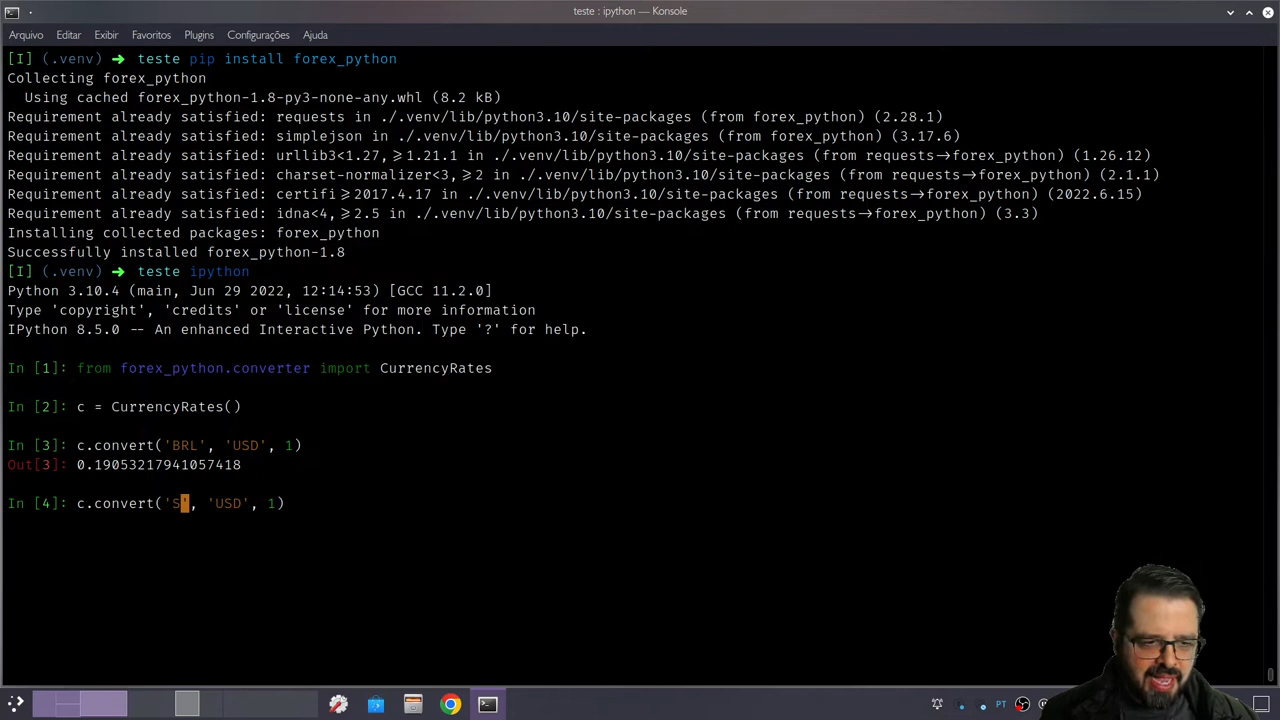 teste : ipython — Konsole
Arquivo Editar Exibir Favoritos Plugins Configurações Ajuda
[I] (.venv) ➜ teste pip install forex_python
Collecting forex_python
Using cached forex_python-1.8-py3-none-any.whl (8.2 kB)
Requirement already satisfied: requests in ./.venv/lib/python3.10/site-packages (from forex_python) (2.28.1)
Requirement already satisfied: simplejson in ./.venv/lib/python3.10/site-packages (from forex_python) (3.17.6)
Requirement already satisfied: urllib3<1.27,≥1.21.1 in ./.venv/lib/python3.10/site-packages (from requests→forex_python) (1.26.12)
Requirement already satisfied: charset-normalizer<3,≥2 in ./.venv/lib/python3.10/site-packages (from requests→forex_python) (2.1.1)
Requirement already satisfied: certifi≥2017.4.17 in ./.venv/lib/python3.10/site-packages (from requests→forex_python) (2022.6.15)
Requirement already satisfied: idna<4,≥2.5 in ./.venv/lib/python3.10/site-packages (from requests→forex_python) (3.3)
Installing collected packages: forex_python
Successfully installed forex_python-1.8
[I] (.venv) ➜ teste ipython
Python 3.10.4 (main, Jun 29 2022, 12:14:53) [GCC 11.2.0]
Type 'copyright', 'credits' or 'license' for more information
IPython 8.5.0 -- An enhanced Interactive Python. Type '?' for help.
In [1]: from forex_python.converter import CurrencyRates
In [2]: c = CurrencyRates()
In [3]: c.convert('BRL', 'USD', 1)
Out[3]: 0.19053217941057418
In [4]: c.convert('S', 'USD', 1)
PT